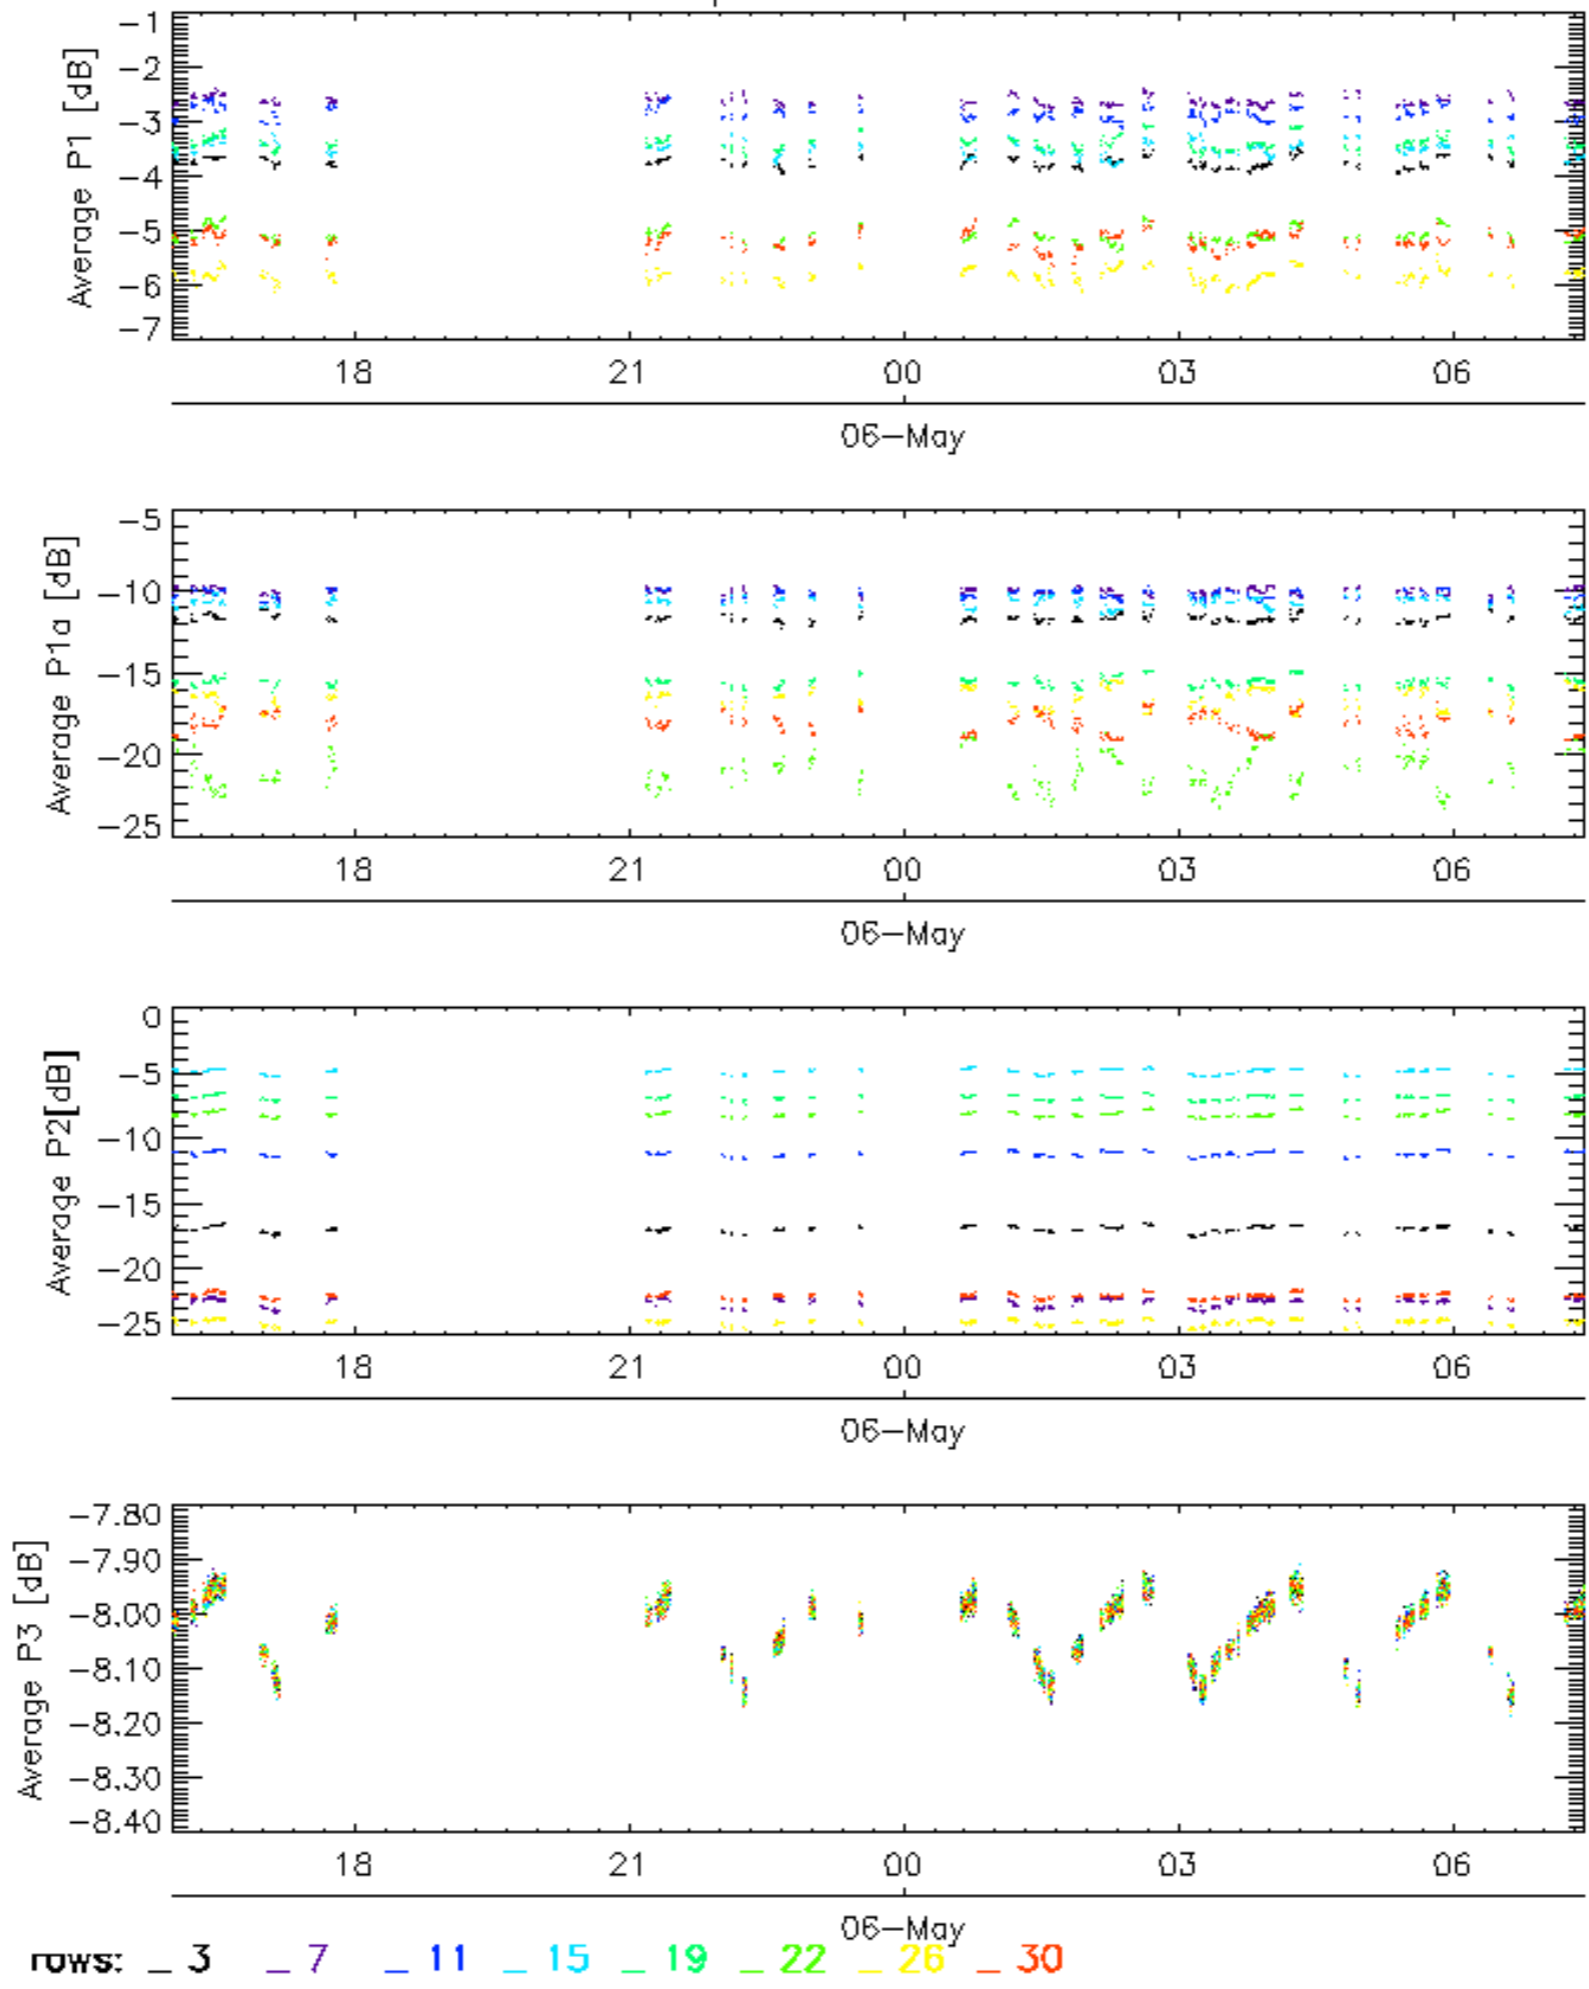 Average P1 [dB]
-1
-2
-3
-4
-5
-6
-7
18 21 00 03 06
06-May
Average P1a [dB]
-5
-10
-15
-20
-25
18 21 00 03 06
06-May
Average P2[dB]
0
-5
-10
-15
-20
-25
18 21 00 03 06
06-May
Average P3 [dB]
-7.80
-7.90
-8.00
-8.10
-8.20
-8.30
-8.40
18 21 00 03 06
06-May
rows: _ 3 _ 7 _ 11 _ 15 _ 19 _ 22 _ 26 _ 30